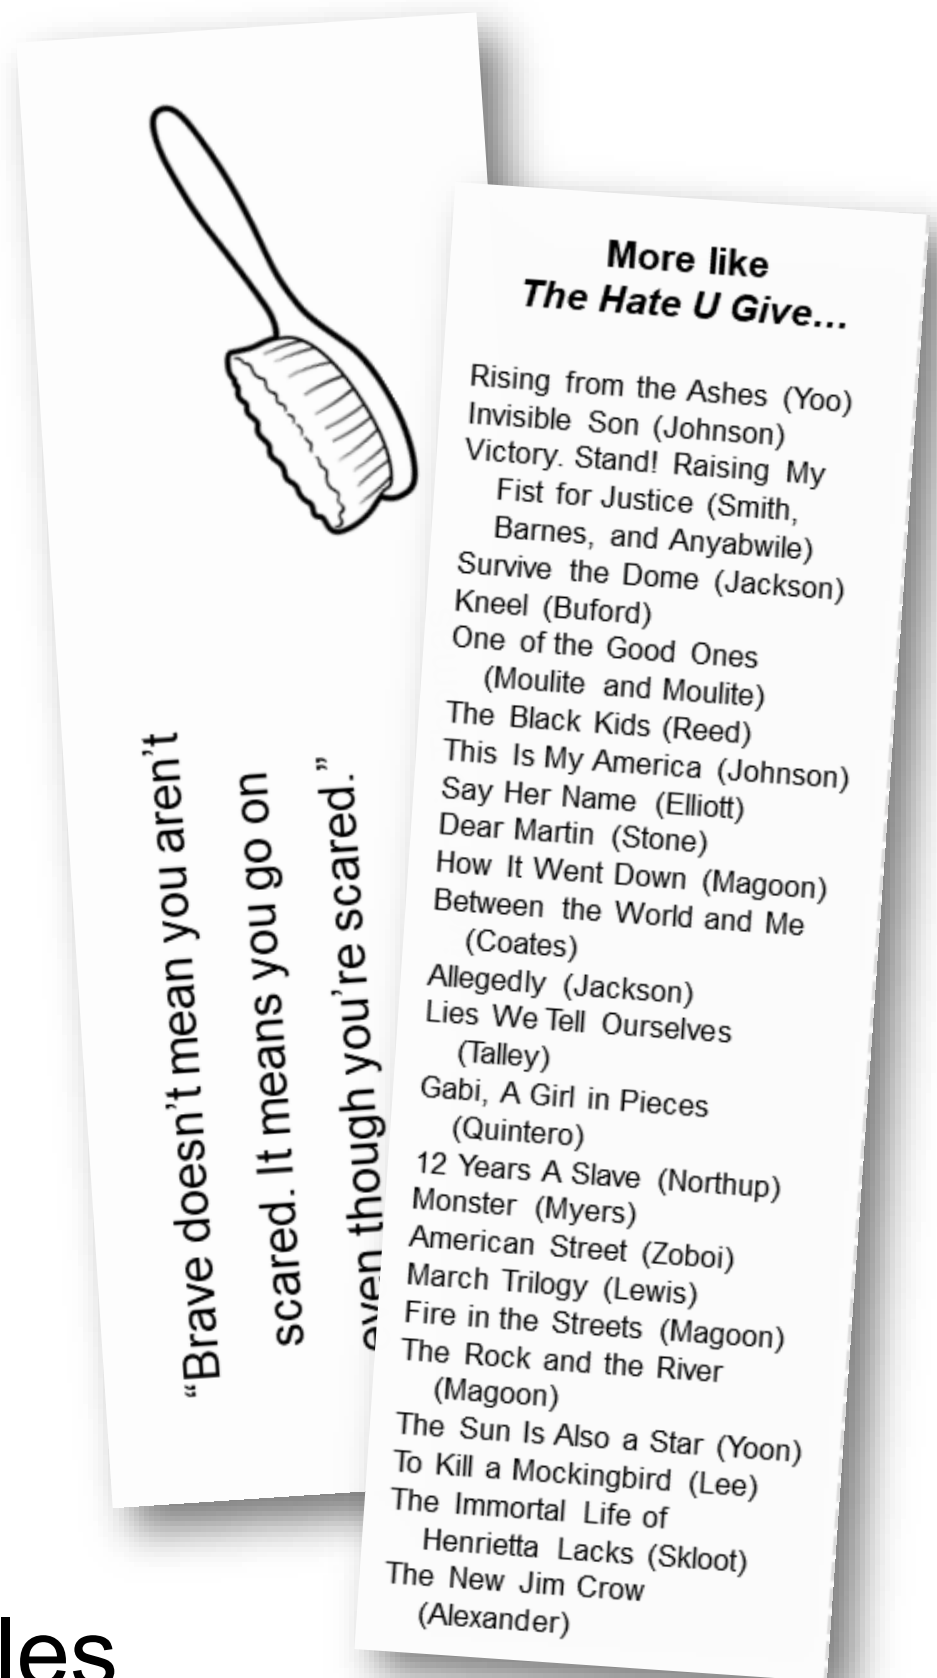 “Brave doesn’t mean you aren’t
scared. It means you go on
even though you’re scared.”
More like
The Hate U Give…
Rising from the Ashes (Yoo)
Invisible Son (Johnson)
Victory. Stand! Raising My
Fist for Justice (Smith,
Barnes, and Anyabwile)
Survive the Dome (Jackson)
Kneel (Buford)
One of the Good Ones
(Moulite and Moulite)
The Black Kids (Reed)
This Is My America (Johnson)
Say Her Name (Elliott)
Dear Martin (Stone)
How It Went Down (Magoon)
Between the World and Me
(Coates)
Allegedly (Jackson)
Lies We Tell Ourselves
(Talley)
Gabi, A Girl in Pieces
(Quintero)
12 Years A Slave (Northup)
Monster (Myers)
American Street (Zoboi)
March Trilogy (Lewis)
Fire in the Streets (Magoon)
The Rock and the River
(Magoon)
The Sun Is Also a Star (Yoon)
To Kill a Mockingbird (Lee)
The Immortal Life of
Henrietta Lacks (Skloot)
The New Jim Crow
(Alexander)